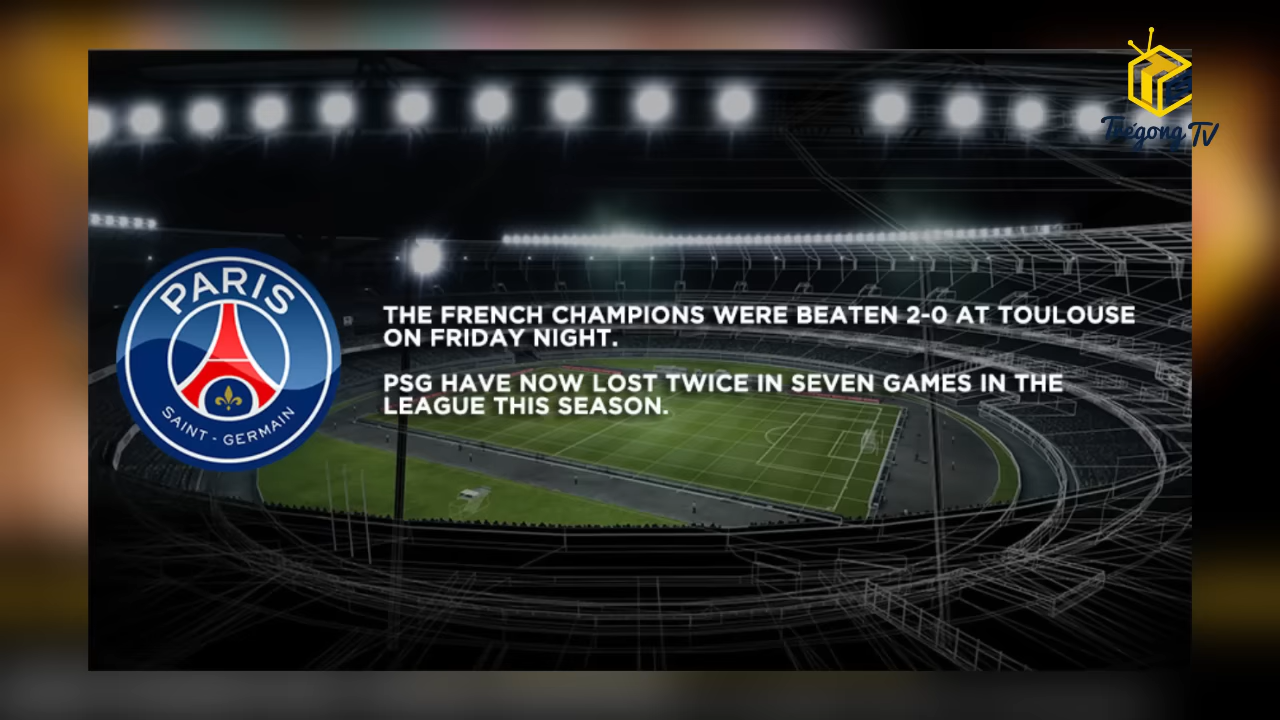 Tségong TV
PARIS
SAINT-GERMAIN
THE FRENCH CHAMPIONS WERE BEATEN 2-0 AT TOULOUSE
ON FRIDAY NIGHT.
PSG HAVE NOW LOST TWICE IN SEVEN GAMES IN THE
LEAGUE THIS SEASON.